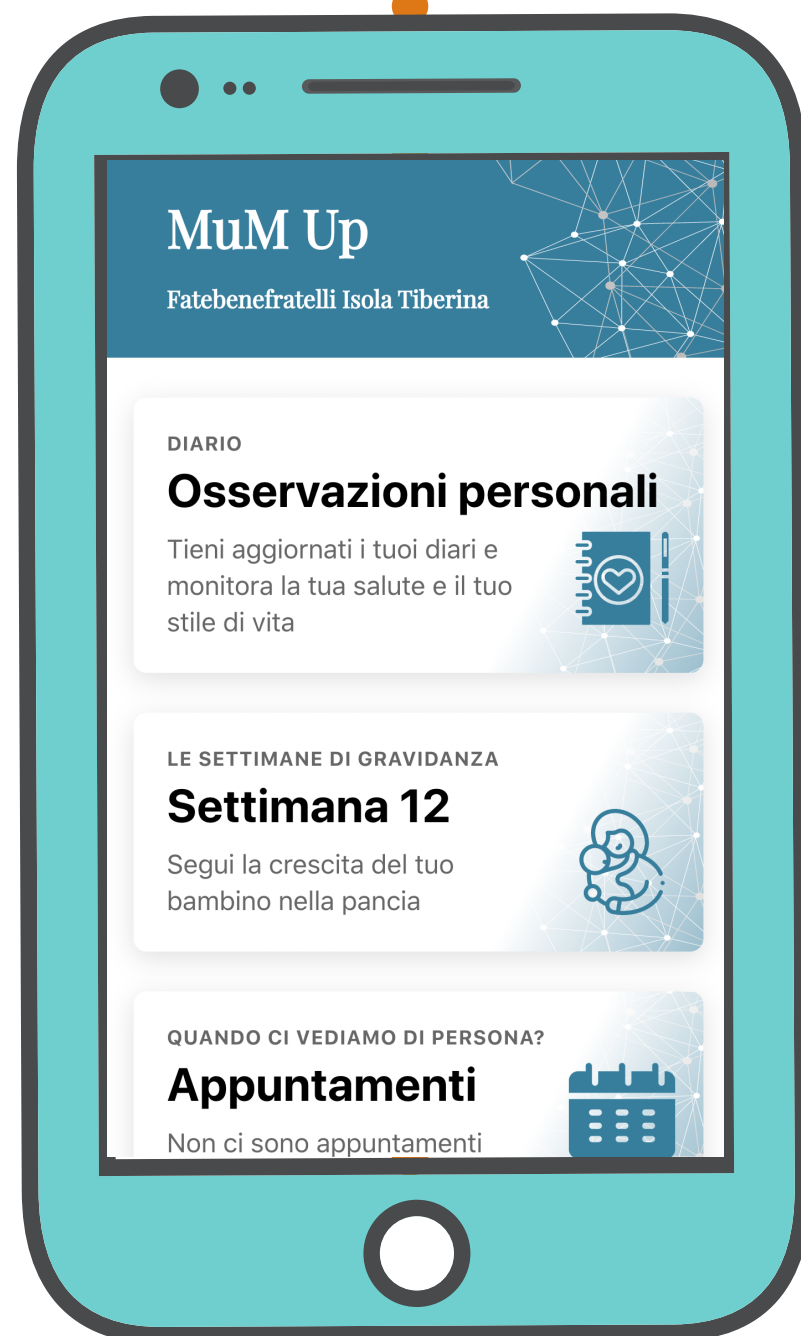 MuM Up
Fatebenefratelli Isola Tiberina
DIARIO
Osservazioni personali
Tieni aggiornati i tuoi diari e
monitora la tua salute e il tuo
stile di vita
LE SETTIMANE DI GRAVIDANZA
Settimana 12
Segui la crescita del tuo
bambino nella pancia
QUANDO CI VEDIAMO DI PERSONA?
Appuntamenti
Non ci sono appuntamenti